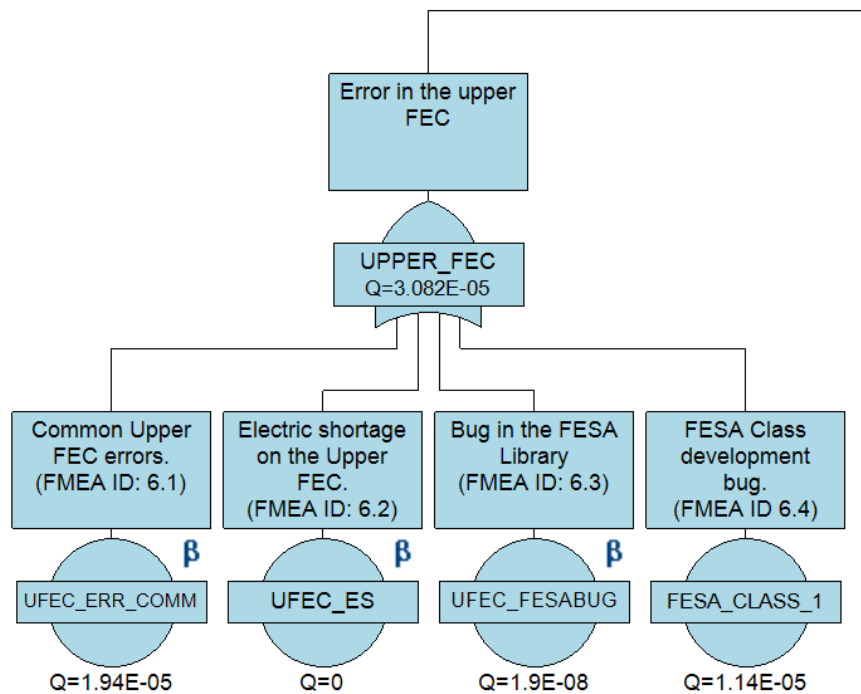 Error in the upper
FEC
UPPER_FEC
Q=3.082E-05
Common Upper
FEC errors.
(FMEA ID: 6.1)
Electric shortage
on the Upper
FEC.
(FMEA ID: 6.2)
Bug in the FESA
Library
(FMEA ID: 6.3)
FESA Class
development
bug.
(FMEA ID 6.4)
β
β
β
UFEC_ERR_COMM
UFEC_ES
UFEC_FESABUG
FESA_CLASS_1
Q=1.94E-05
Q=0
Q=1.9E-08
Q=1.14E-05